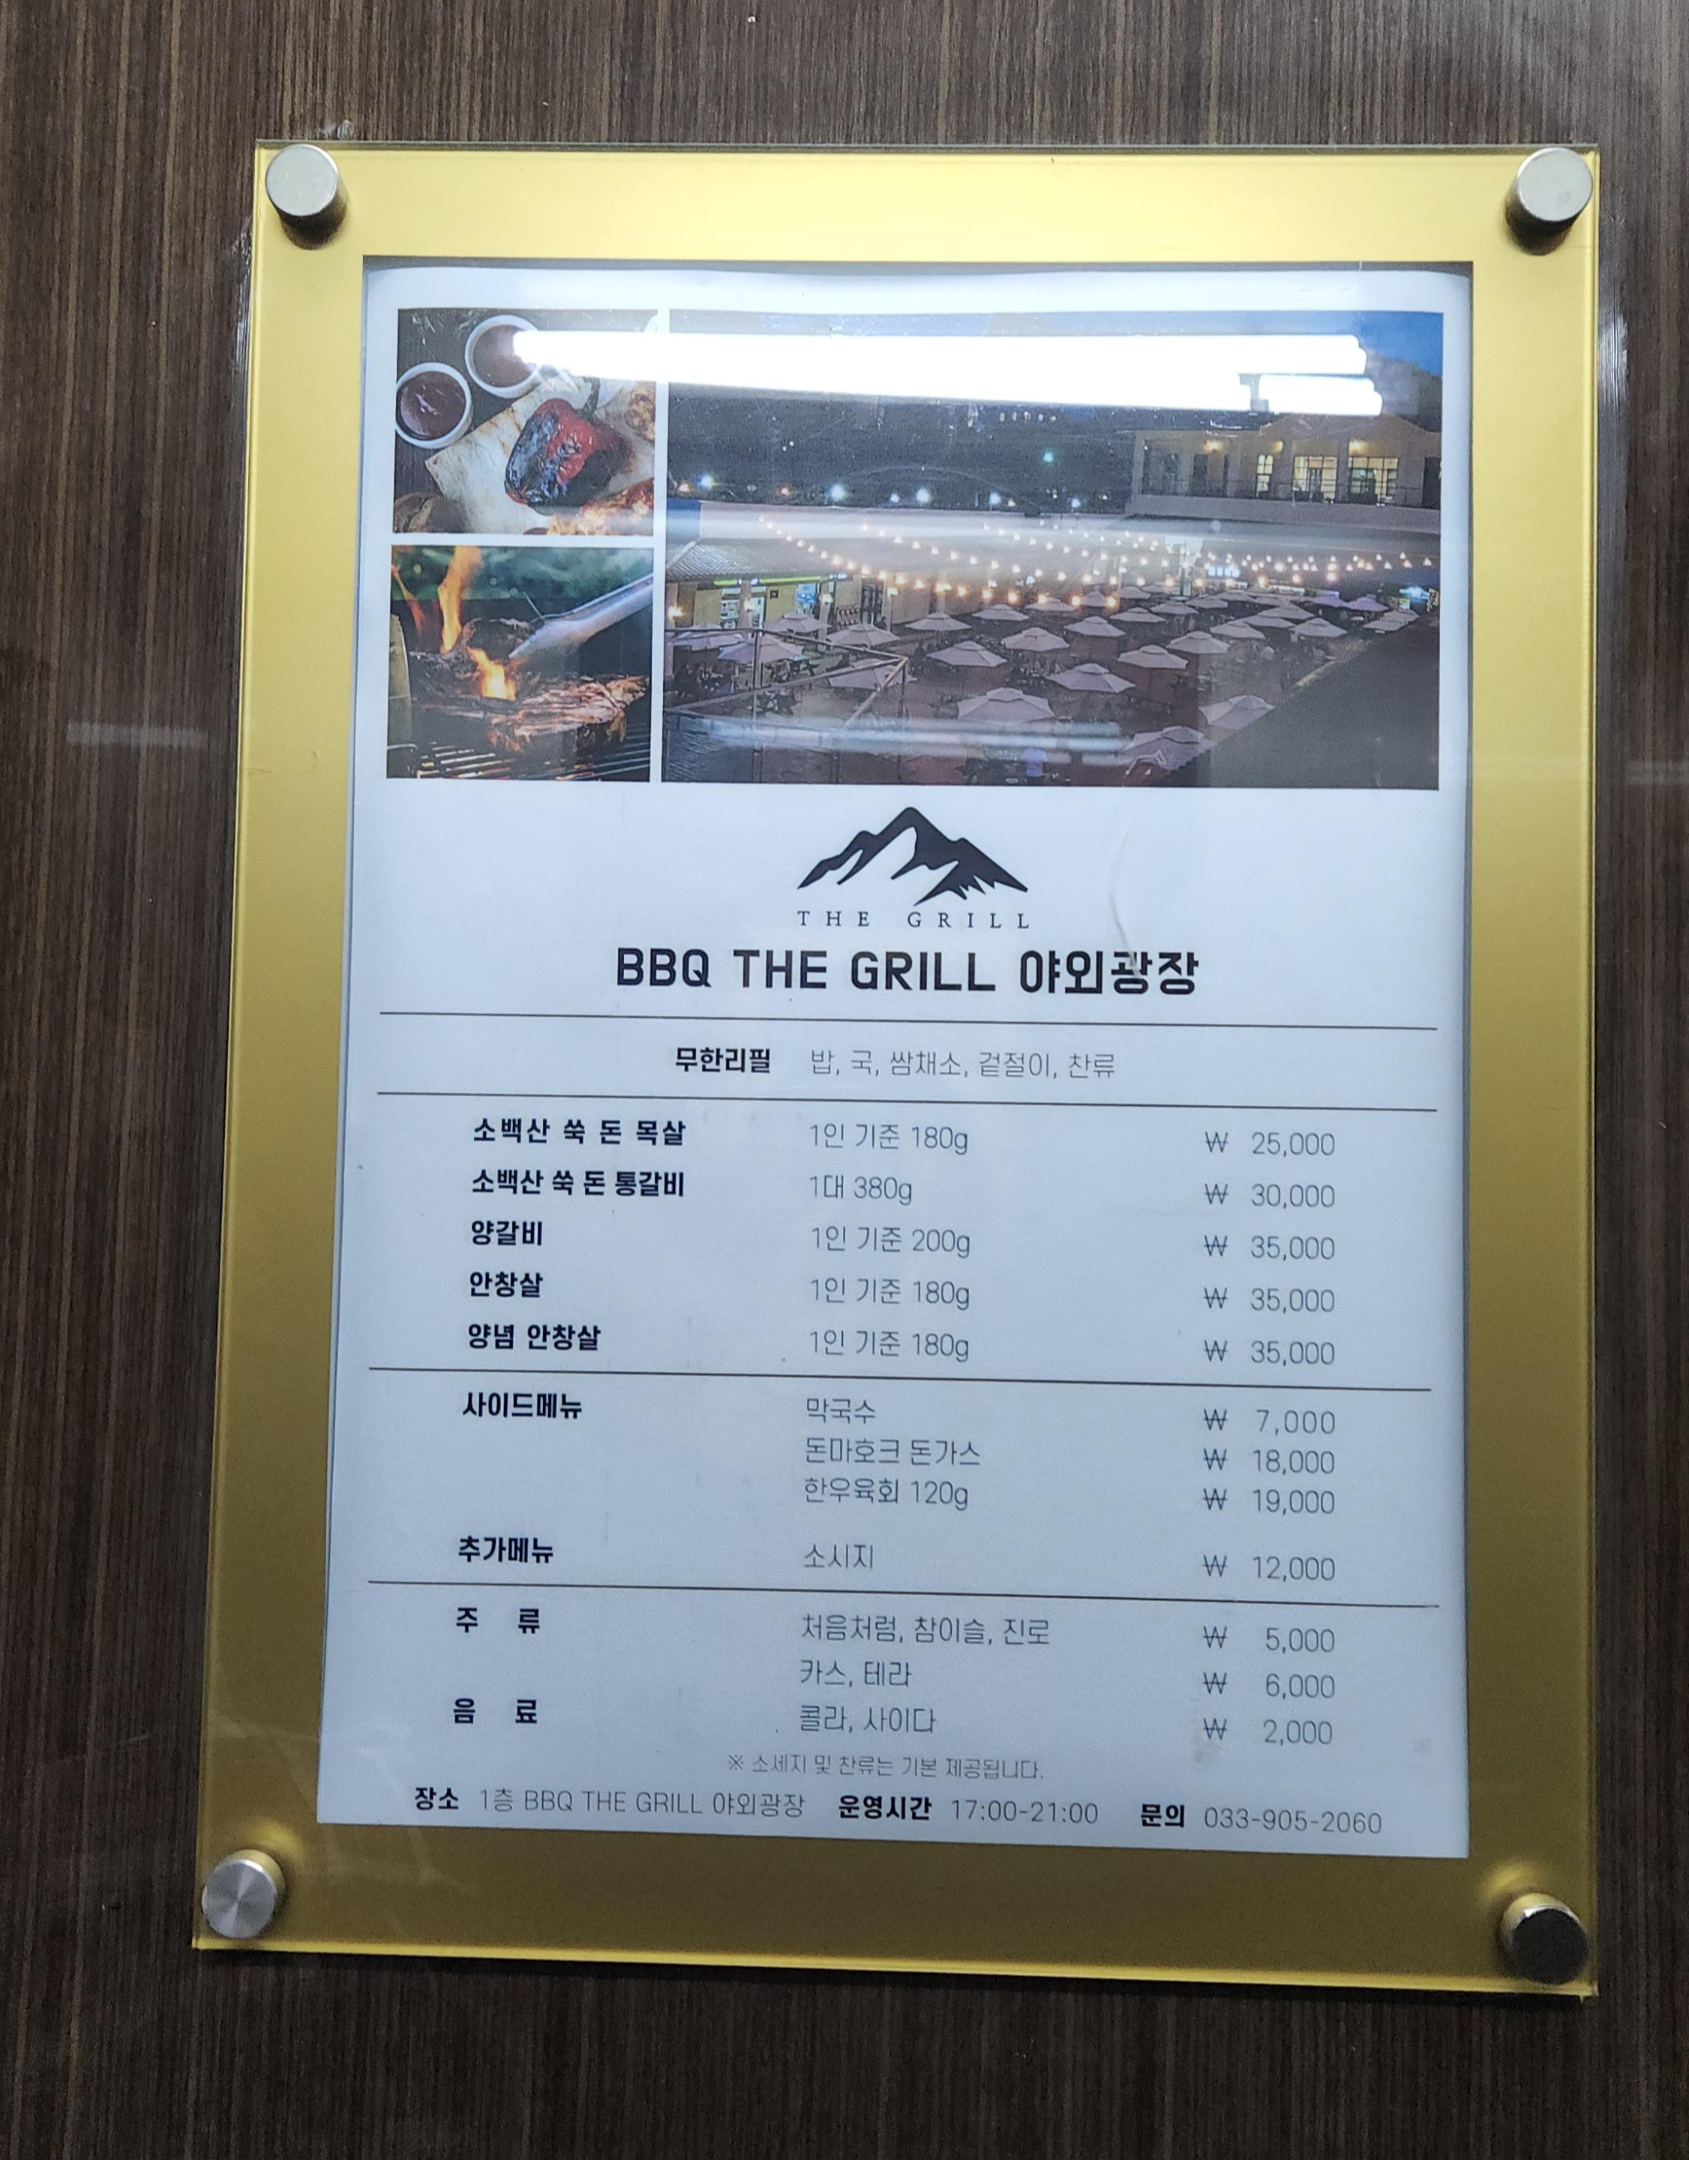 THE GRILL
BBQ THE GRILL 야외광장
무한리필 밥, 국, 쌈채소, 겉절이, 찬류
소백산 쑥 돈 목살 1인 기준 180g ₩ 25,000
소백산 쑥 돈 통갈비 1대 380g ₩ 30,000
양갈비 1인 기준 200g ₩ 35,000
안창살 1인 기준 180g ₩ 35,000
양념 안창살 1인 기준 180g ₩ 35,000
사이드메뉴 막국수 ₩ 7,000
돈마호크 돈가스 ₩ 18,000
한우육회 120g ₩ 19,000
추가메뉴 소시지 ₩ 12,000
주 류 처음처럼, 참이슬, 진로 ₩ 5,000
카스, 테라 ₩ 6,000
음 료 콜라, 사이다 ₩ 2,000
※ 소세지 및 찬류는 기본 제공됩니다.
장소 1층 BBQ THE GRILL 야외광장 운영시간 17:00-21:00 문의 033-905-2060